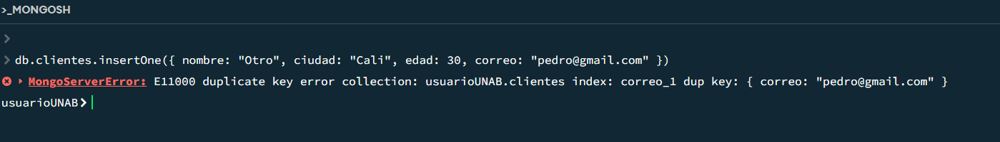 >_MONGOSH
>
> db.clientes.insertOne({ nombre: "Otro", ciudad: "Cali", edad: 30, correo: "pedro@gmail.com" })
MongoServerError: E11000 duplicate key error collection: usuarioUNAB.clientes index: correo_1 dup key: { correo: "pedro@gmail.com" }
usuarioUNAB>